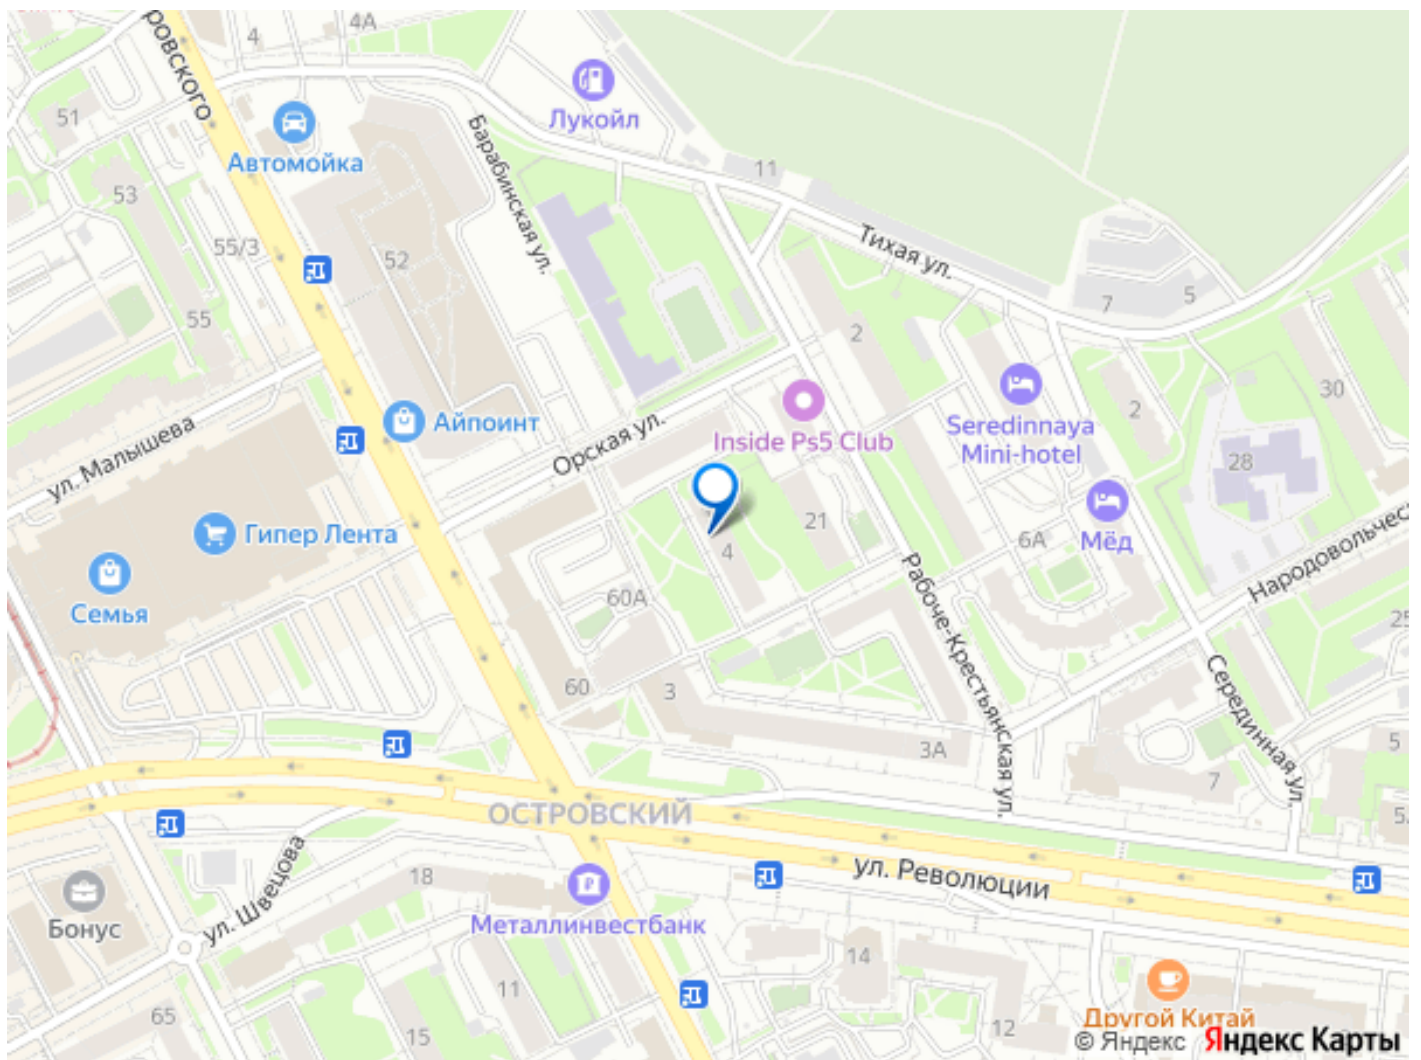 4А
4
ровского
51
Автомойка
Лукойл
Барабинская ул.
11
53
55/3
52
Тихая ул.
7
5
55
2
30
Айпоинт
ул. Малышева
Орская ул.
Inside Ps5 Club
Seredinnaya
Mini-hotel
2
28
Гипер Лента
21
6А
Мёд
4
Семья
60А
Рабоче-Крестьянская ул.
Народовольчес
25
60
3
3А
Серединная ул.
7
5
5
ОСТРОВСКИЙ
ул. Революции
ул. Швецова
18
Бонус
Металлинвестбанк
14
11
65
15
12
Другой Китай
© Яндекс Яндекс Карты